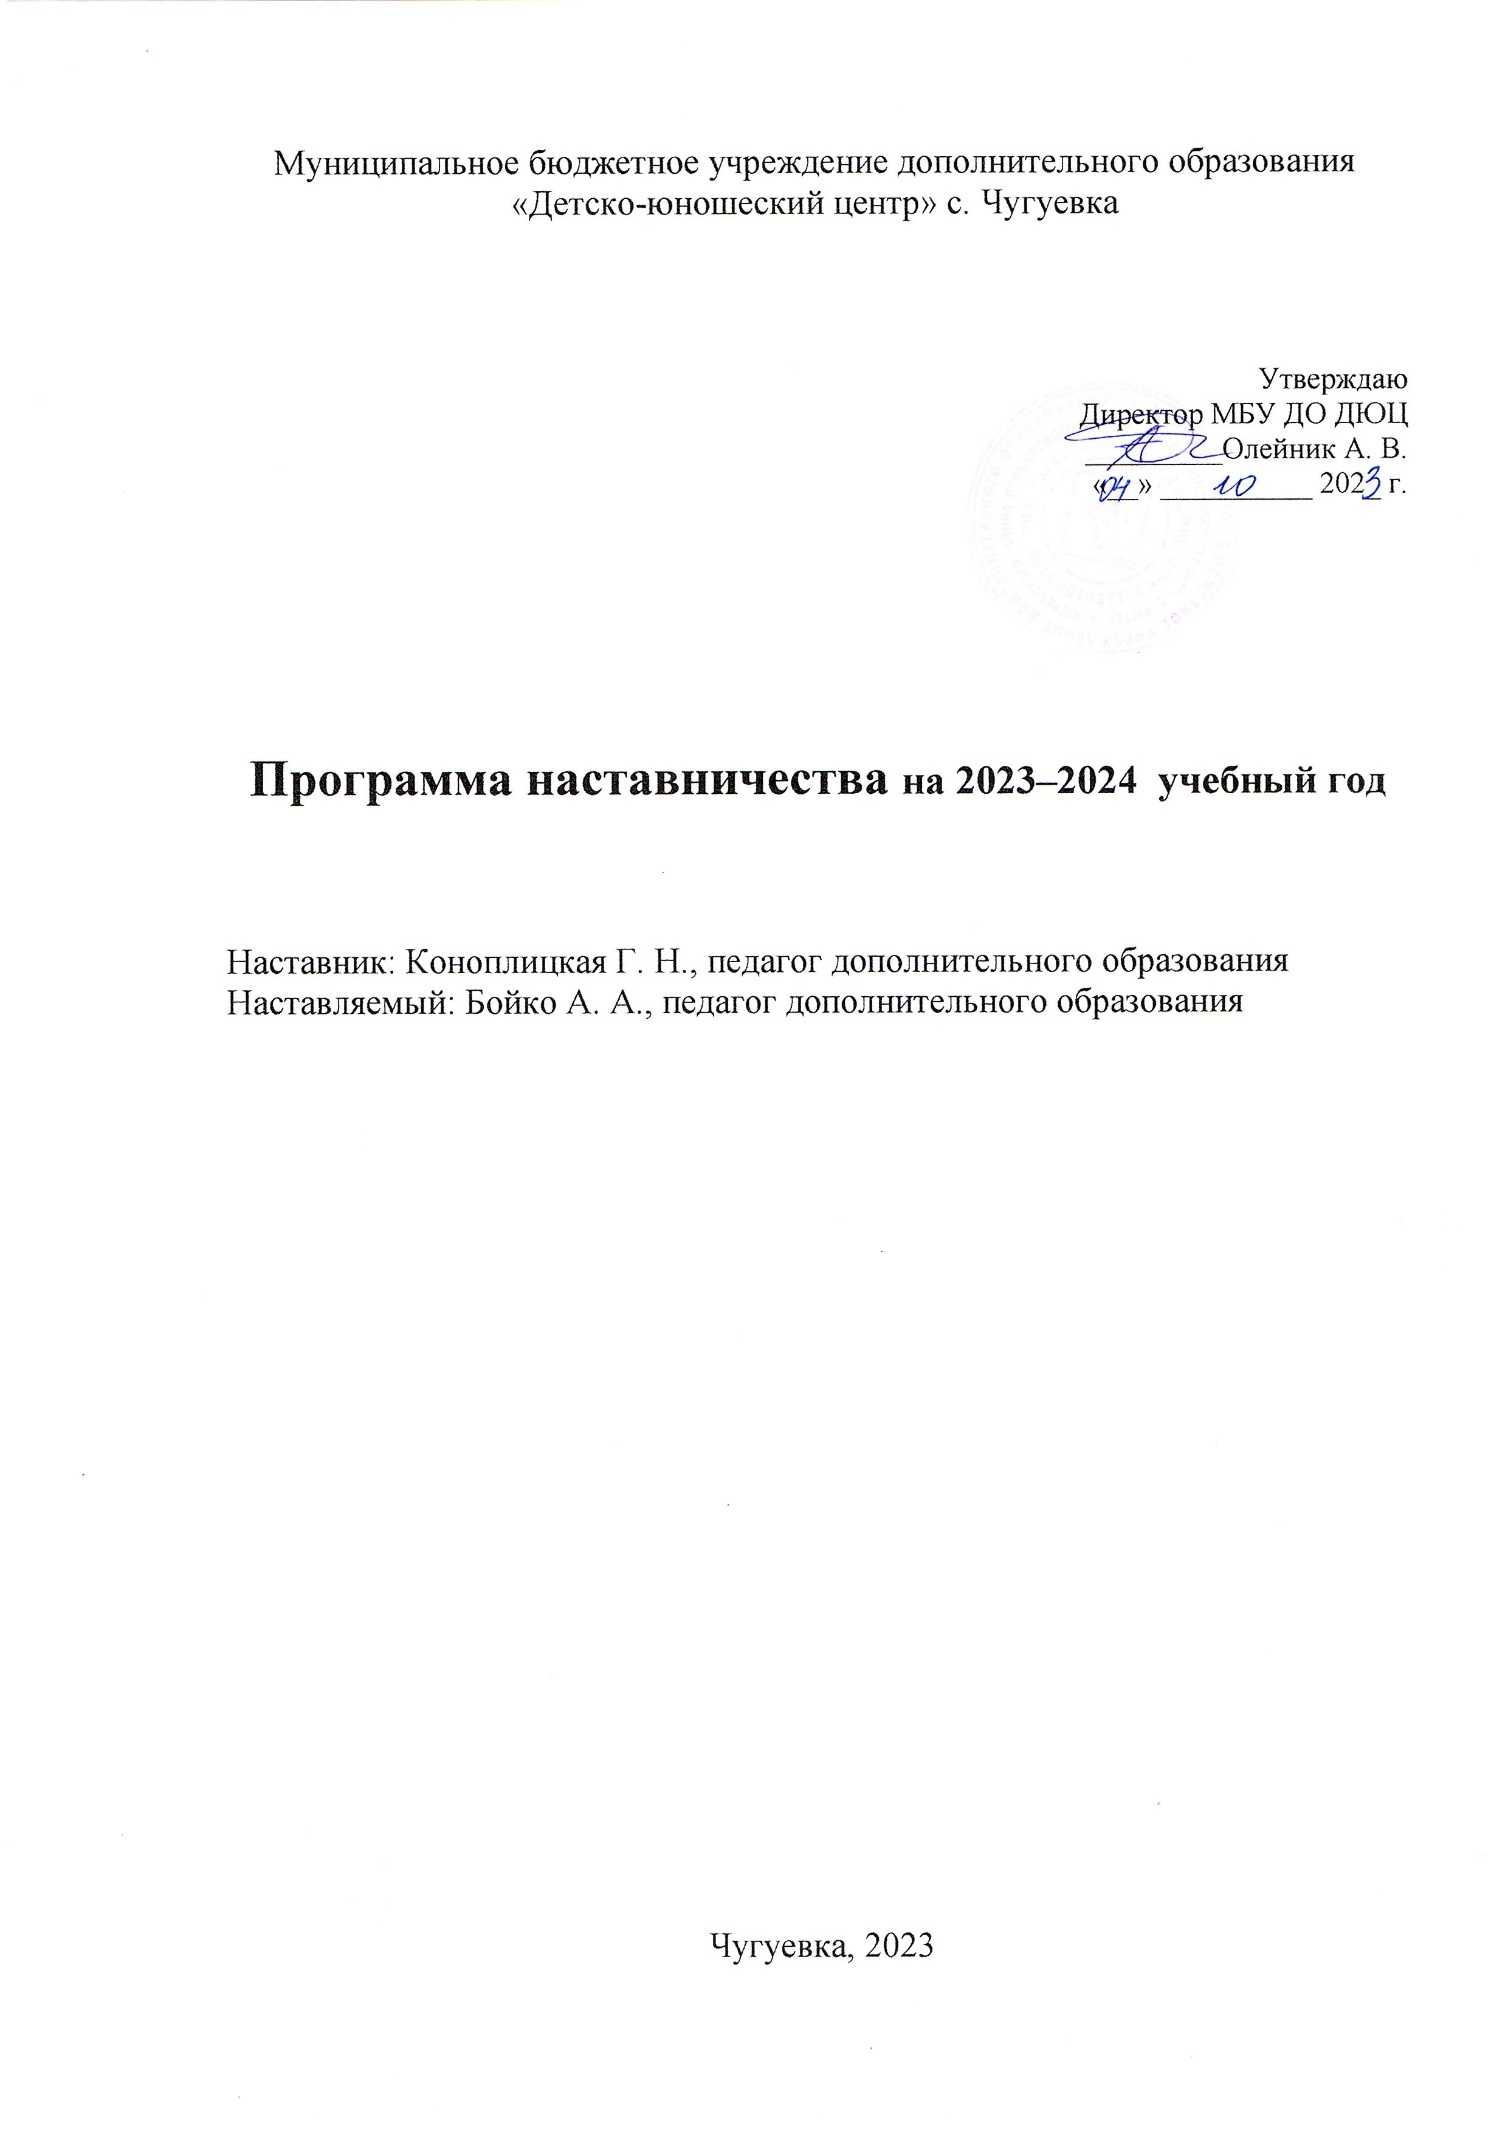 Муниципальное бюджетное учреждение дополнительного образования
«Детско-юношеский центр» с. Чугуевка
Утверждаю
Директор МБУ ДО ДЮЦ
__________Олейник А. В.
«04» 10 2023 г.
Программа наставничества на 2023–2024 учебный год
Наставник: Коноплицкая Г. Н., педагог дополнительного образования
Наставляемый: Бойко А. А., педагог дополнительного образования
Чугуевка, 2023